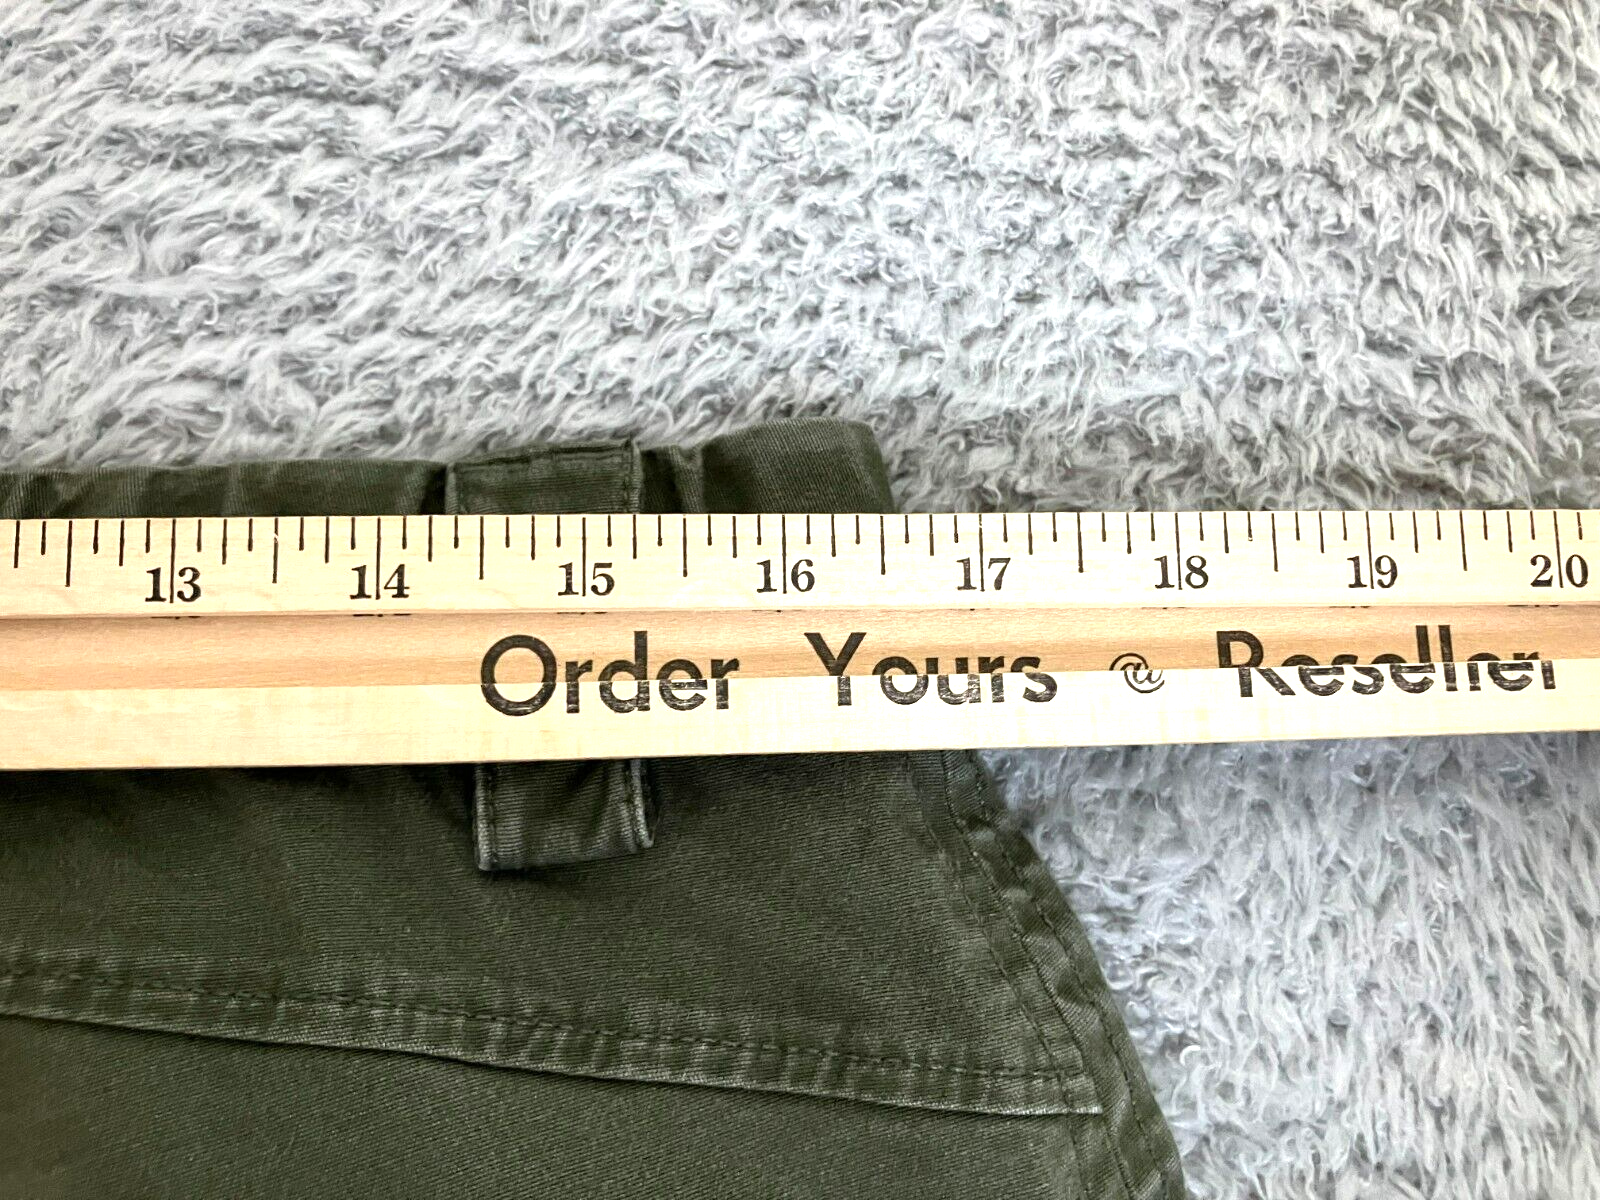 13 14 15 16 17 18 19 20
Order Yours @ Reseller